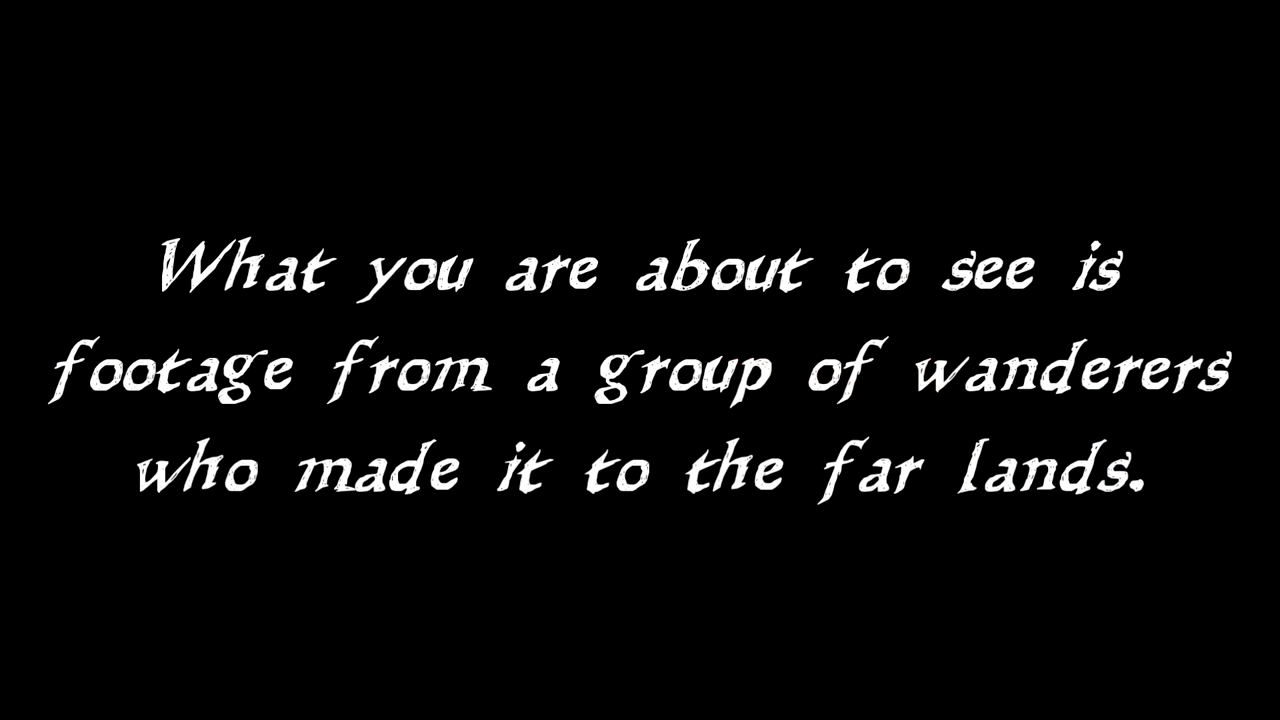 What you are about to see is
footage from a group of wanderers
who made it to the far lands.